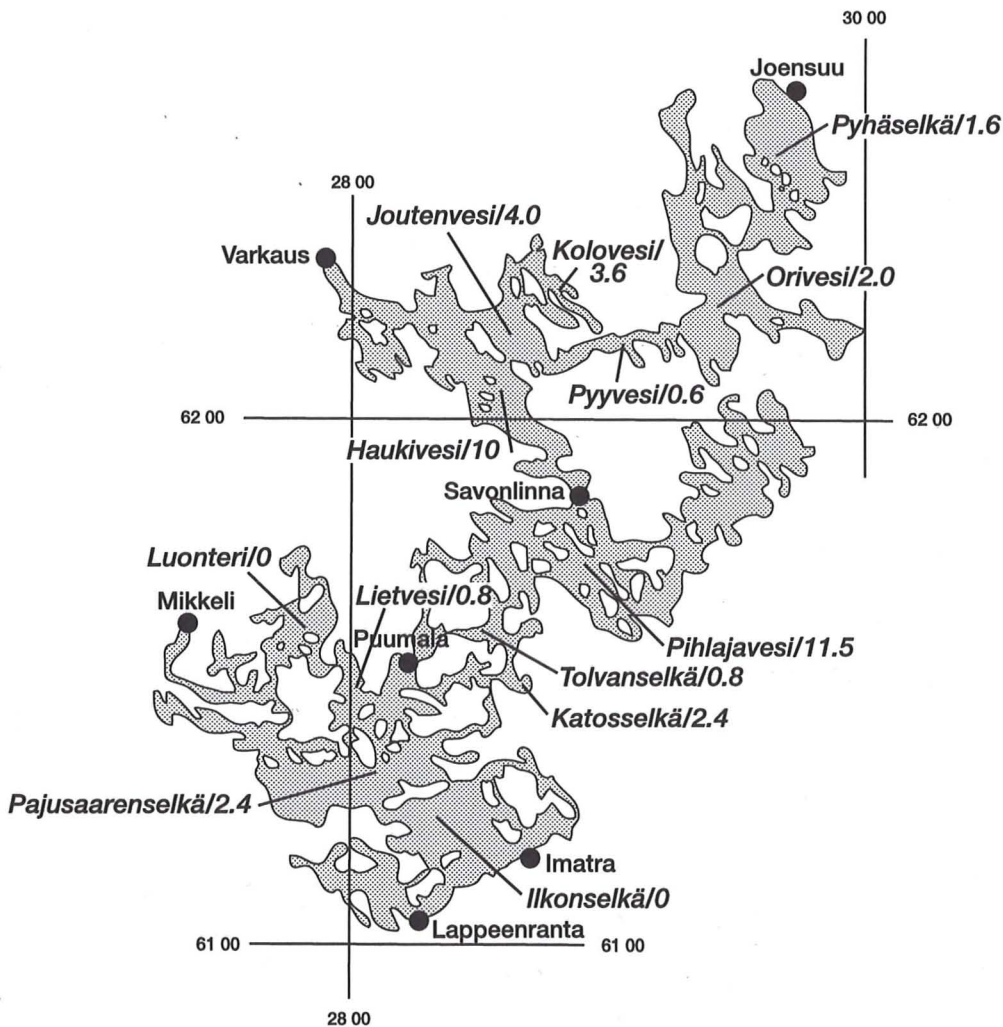 30 00
Joensuu
Pyhäselkä/1.6
28 00
Joutenvesi/4.0
Kolovesi/
3.6
Varkaus
Orivesi/2.0
Pyyvesi/0.6
62 00
62 00
Haukivesi/10
Savonlinna
Luonteri/0
Lietvesi/0.8
Mikkeli
Puumala
Pihlajavesi/11.5
Tolvanselkä/0.8
Katosselkä/2.4
Pajusaarenselkä/2.4
Imatra
Ilkonselkä/0
Lappeenranta
61 00
61 00
28 00